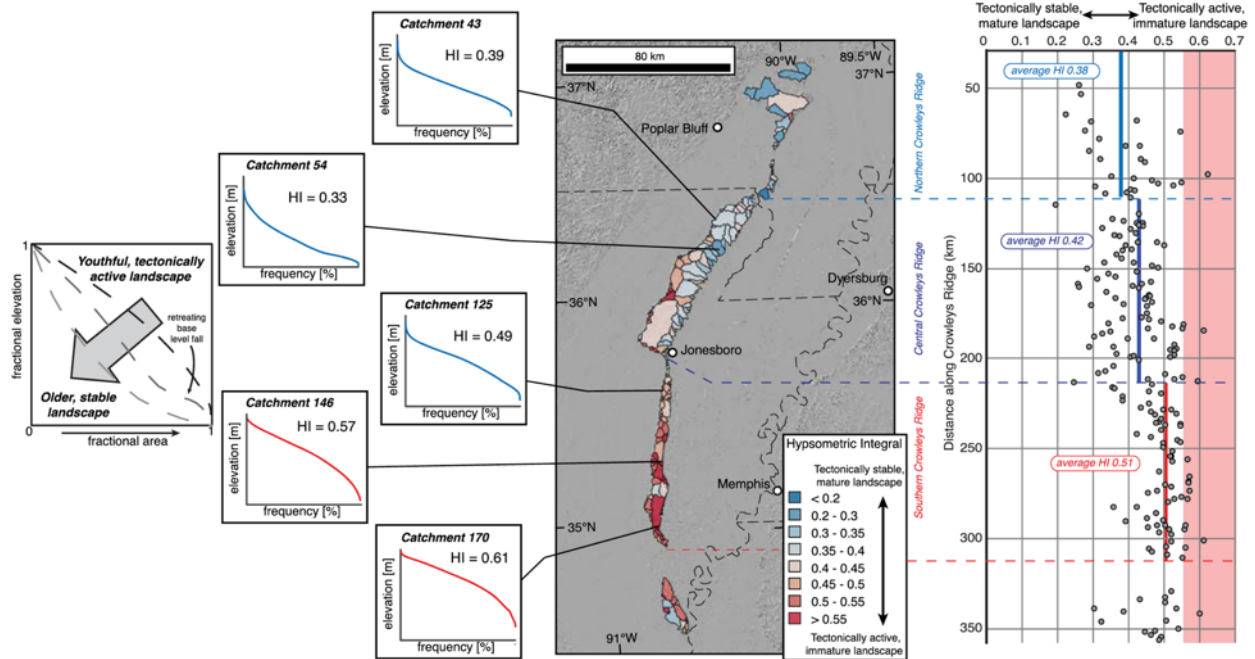 Catchment 43
HI = 0.39
elevation [m]
frequency [%]
Catchment 54
HI = 0.33
elevation [m]
frequency [%]
Catchment 125
HI = 0.49
elevation [m]
frequency [%]
Catchment 146
HI = 0.57
elevation [m]
frequency [%]
Catchment 170
HI = 0.61
elevation [m]
frequency [%]
1
Youthful, tectonically
active landscape
retreating
base
level fall
Older, stable
landscape
fractional elevation
0
1
fractional area
80 km
90°W
89.5°W
37°N
37°N
Poplar Bluff
Dyersburg
36°N
36°N
Jonesboro
Memphis
35°N
91°W
Hypsometric Integral
Tectonically stable,
mature landscape
< 0.2
0.2 - 0.3
0.3 - 0.35
0.35 - 0.4
0.4 - 0.45
0.45 - 0.5
0.5 - 0.55
> 0.55
Tectonically active,
immature landscape
Northern Crowleys Ridge
Central Crowleys Ridge
Southern Crowleys Ridge
Tectonically stable,
mature landscape
Tectonically active,
immature landscape
0 0.1 0.2 0.3 0.4 0.5 0.6 0.7
average HI 0.38
average HI 0.42
average HI 0.51
Distance along Crowleys Ridge (km)
50
100
150
200
250
300
350